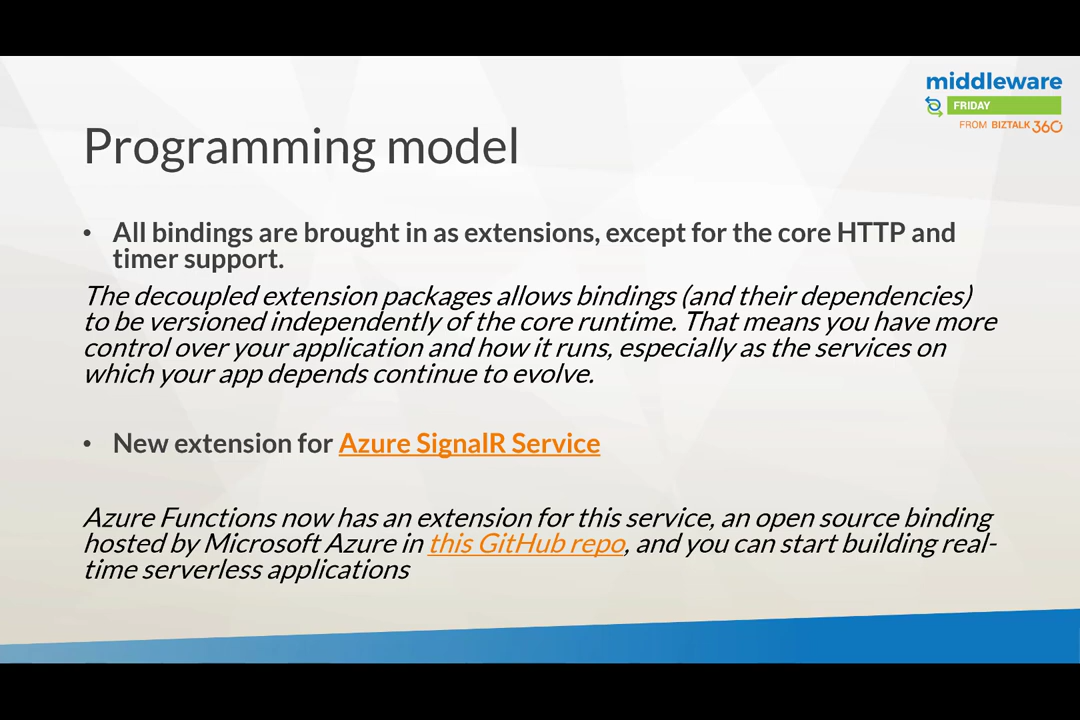 middleware
FRIDAY
FROM BIZTALK360
Programming model
• All bindings are brought in as extensions, except for the core HTTP and
timer support.
The decoupled extension packages allows bindings (and their dependencies)
to be versioned independently of the core runtime. That means you have more
control over your application and how it runs, especially as the services on
which your app depends continue to evolve.
• New extension for Azure SignalR Service
Azure Functions now has an extension for this service, an open source binding
hosted by Microsoft Azure in this GitHub repo, and you can start building real-
time serverless applications